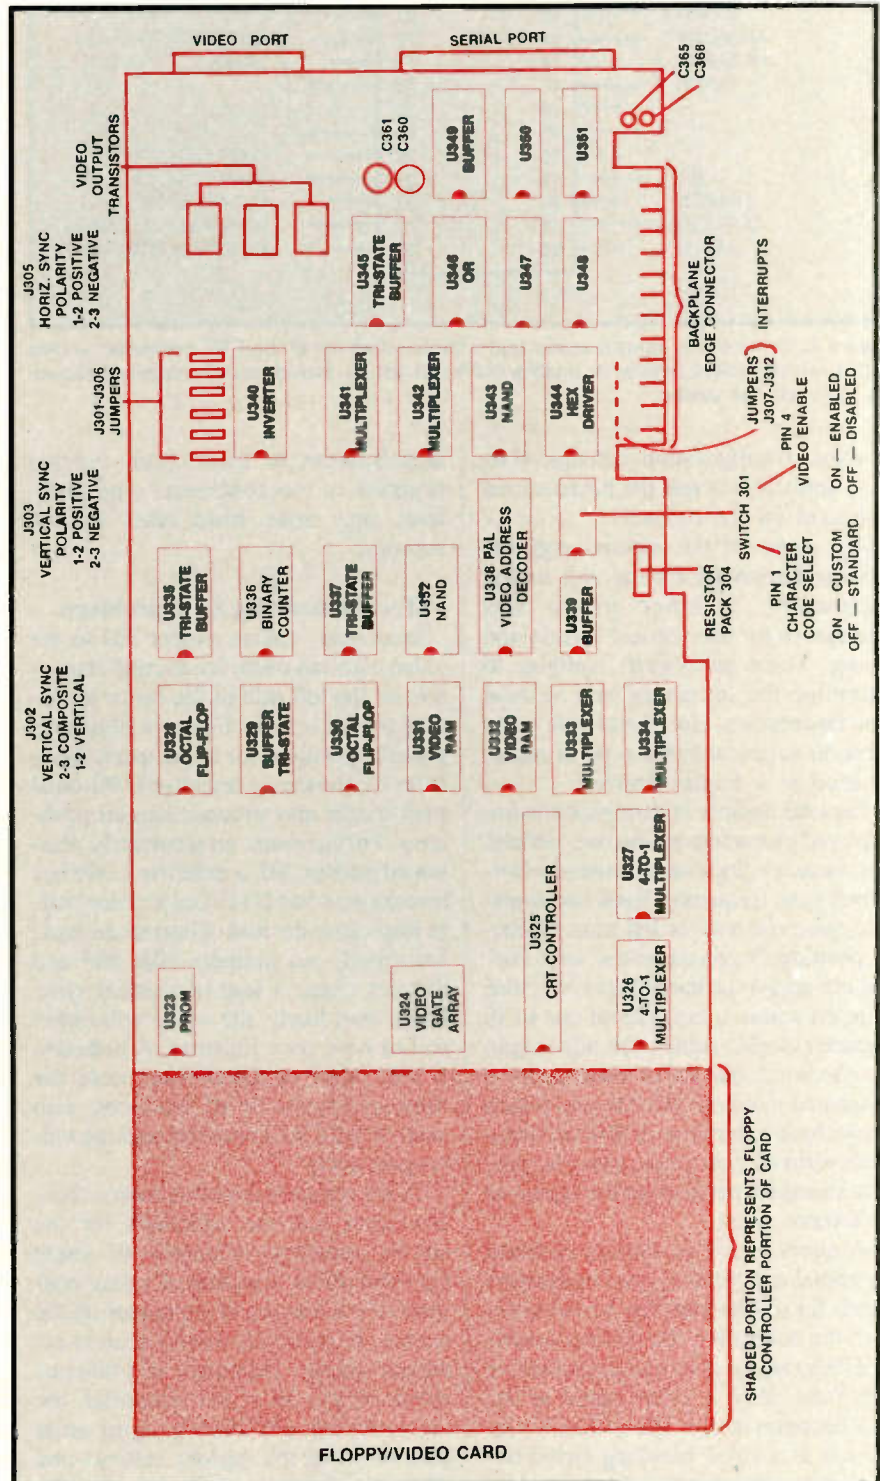 VIDEO PORT
SERIAL PORT
C365
C368
VIDEO
OUTPUT
TRANSISTORS
C361
C360
U349
BUFFER
U350
U351
J305
HORIZ. SYNC
POLARITY
1-2 POSITIVE
2-3 NEGATIVE
U345
TRI-STATE
BUFFER
U346
OR
U347
U348
BACKPLANE
EDGE CONNECTOR
J301-J306
JUMPERS
U340
INVERTER
U341
MULTIPLEXER
U342
MULTIPLEXER
U343
NAND
U344
HEX
DRIVER
JUMPERS
J307-J312
INTERRUPTS
J303
VERTICAL SYNC
POLARITY
1-2 POSITIVE
2-3 NEGATIVE
SWITCH 301
PIN 4
VIDEO ENABLE
ON — ENABLED
OFF — DISABLED
PIN 1
CHARACTER
CODE SELECT
ON — CUSTOM
OFF — STANDARD
RESISTOR
PACK 304
U335
TRI-STATE
BUFFER
U336
BINARY
COUNTER
U337
TRI-STATE
BUFFER
U352
NAND
U338 PAL
VIDEO ADDRESS
DECODER
U339
BUFFER
J302
VERTICAL SYNC
2-3 COMPOSITE
1-2 VERTICAL
U328
OCTAL
FLIP-FLOP
U329
BUFFER
TRI-STATE
U330
OCTAL
FLIP-FLOP
U331
VIDEO
RAM
U332
VIDEO
RAM
U333
MULTIPLEXER
U334
MULTIPLEXER
U323
PROM
U324
VIDEO
GATE
ARRAY
U325
CRT CONTROLLER
U326
4-TO-1
MULTIPLEXER
U327
4-TO-1
MULTIPLEXER
SHADED PORTION REPRESENTS FLOPPY
CONTROLLER PORTION OF CARD
FLOPPY/VIDEO CARD